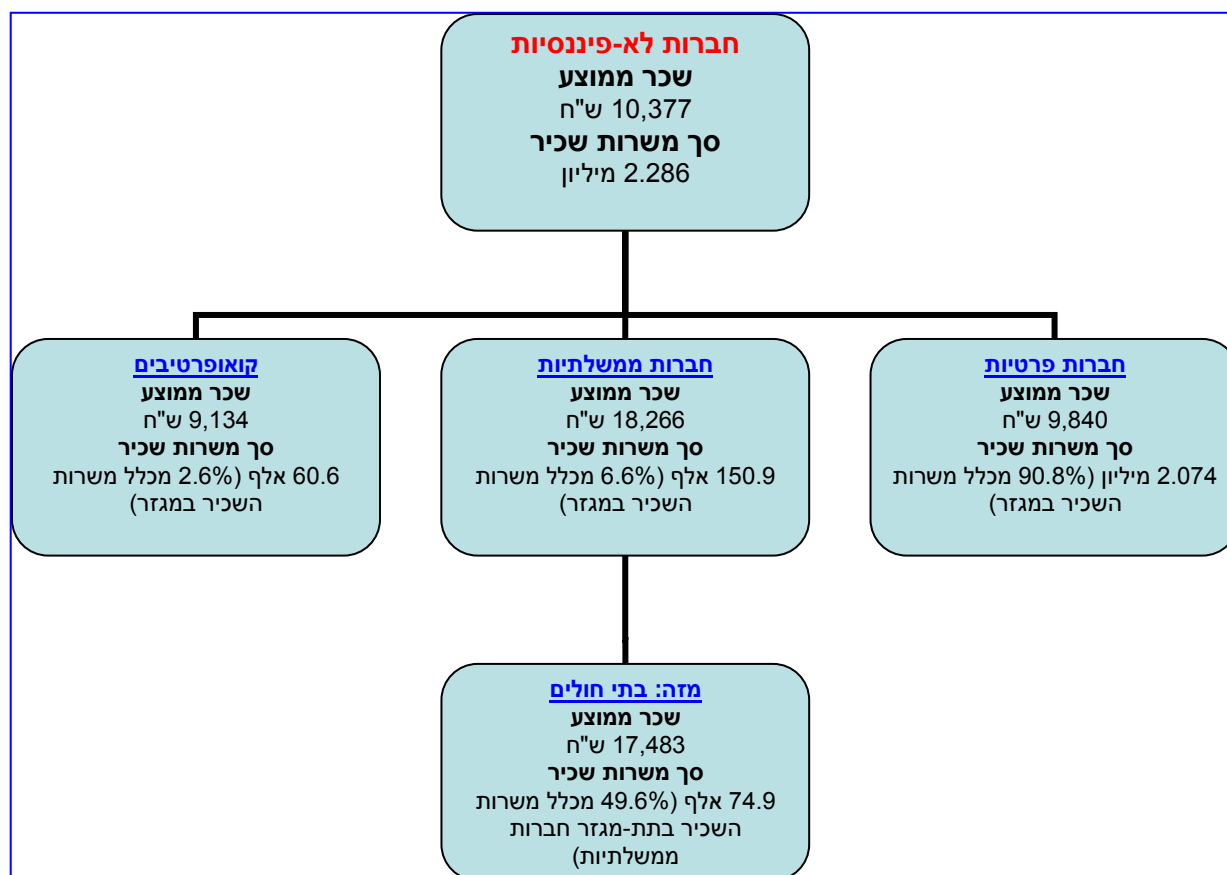 חברות לא-פיננסיות
שכר ממוצע
10,377 ש"ח
סך משרות שכיר
2.286 מיליון
חברות פרטיות
שכר ממוצע
9,840 ש"ח
סך משרות שכיר
2.074 מיליון (90.8% מכלל משרות
השכיר במגזר)
חברות ממשלתיות
שכר ממוצע
18,266 ש"ח
סך משרות שכיר
150.9 אלף (6.6% מכלל משרות
השכיר במגזר)
קואופרטיבים
שכר ממוצע
9,134 ש"ח
סך משרות שכיר
60.6 אלף (2.6% מכלל משרות
השכיר במגזר)
מזה: בתי חולים
שכר ממוצע
17,483 ש"ח
סך משרות שכיר
74.9 אלף (49.6% מכלל משרות
השכיר בתת-מגזר חברות
ממשלתיות)